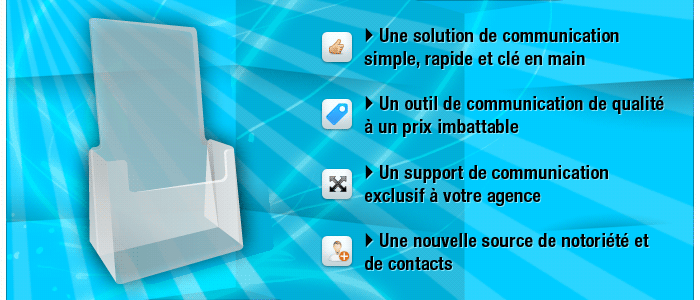 Une solution de communication
simple, rapide et clé en main
Un outil de communication de qualité
à un prix imbattable
Un support de communication
exclusif à votre agence
Une nouvelle source de notoriété et
de contacts